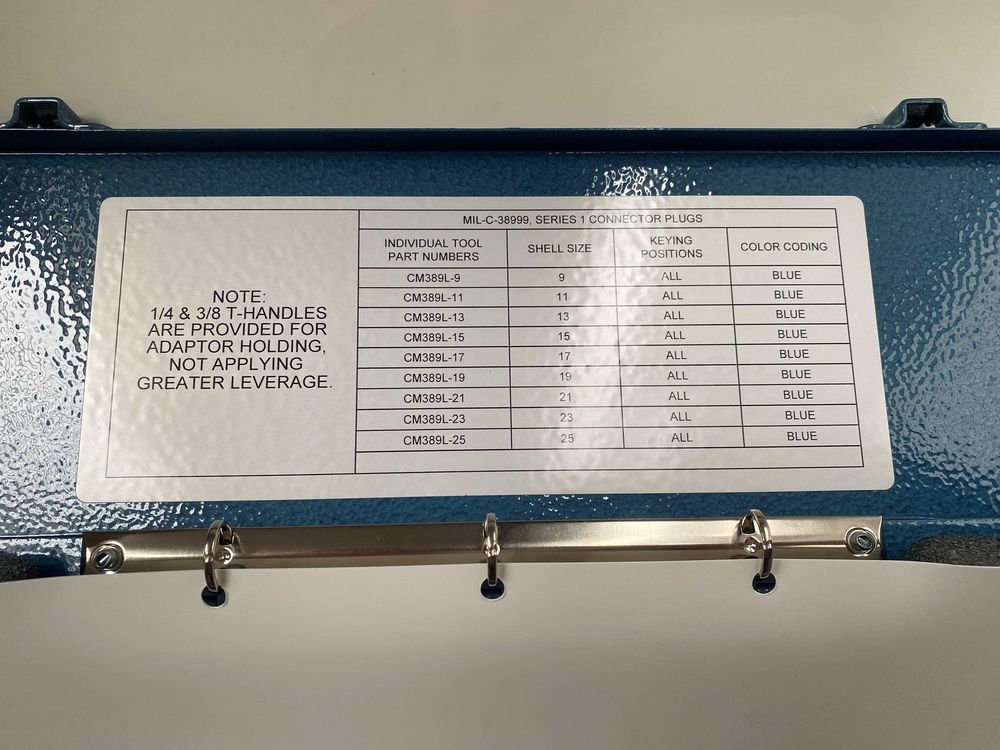 NOTE:
1/4 & 3/8 T-HANDLES
ARE PROVIDED FOR
ADAPTOR HOLDING,
NOT APPLYING
GREATER LEVERAGE.
MIL-C-38999, SERIES 1 CONNECTOR PLUGS
INDIVIDUAL TOOL PART NUMBERS SHELL SIZE KEYING POSITIONS COLOR CODING
CM389L-9 9 ALL BLUE
CM389L-11 11 ALL BLUE
CM389L-13 13 ALL BLUE
CM389L-15 15 ALL BLUE
CM389L-17 17 ALL BLUE
CM389L-19 19 ALL BLUE
CM389L-21 21 ALL BLUE
CM389L-23 23 ALL BLUE
CM389L-25 25 ALL BLUE